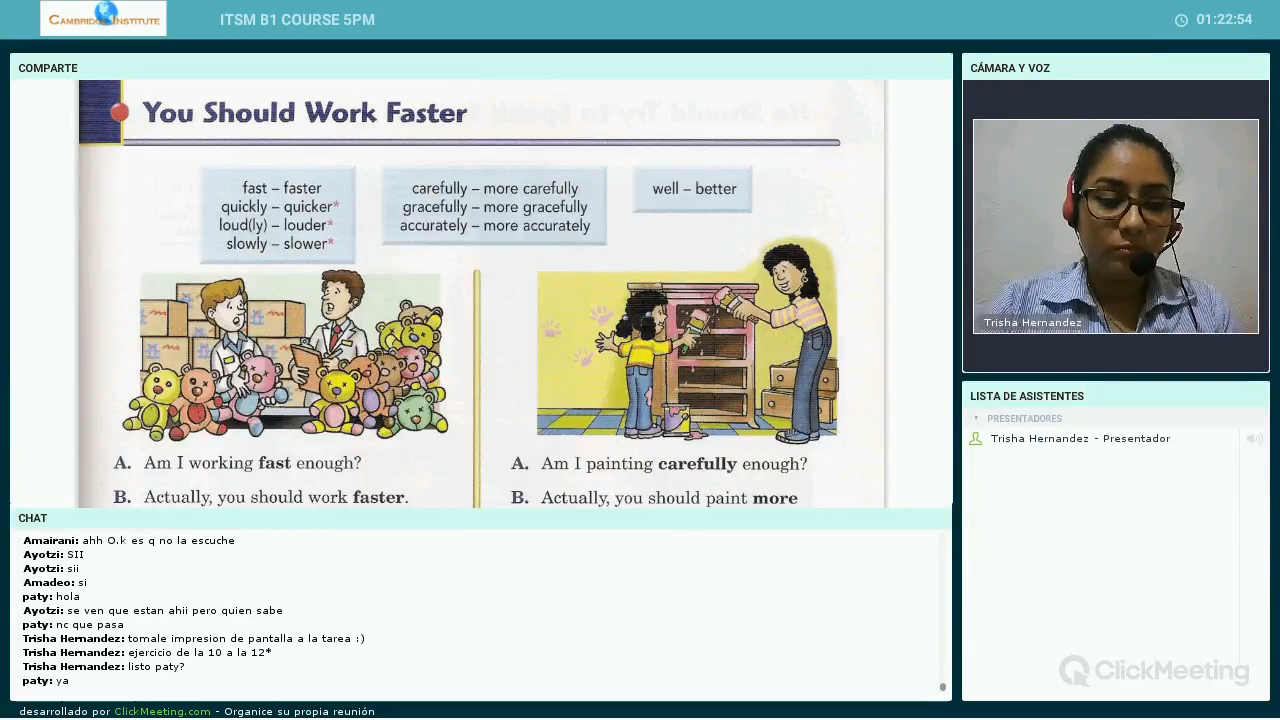 CAMBRIDGE INSTITUTE
ITSM B1 COURSE 5PM
01:22:54
COMPARTE
You Should Work Faster
fast – faster
quickly – quicker*
loud(ly) – louder*
slowly – slower*
carefully – more carefully
gracefully – more gracefully
accurately – more accurately
well – better
A. Am I working fast enough?
B. Actually, you should work faster.
A. Am I painting carefully enough?
B. Actually, you should paint more
CÁMARA Y VOZ
Trisha Hernandez
LISTA DE ASISTENTES
PRESENTADORES
Trisha Hernandez - Presentador
CHAT
Amairani: ahh O.k es q no la escuche
Ayotzi: SII
Ayotzi: sii
Amadeo: si
paty: hola
Ayotzi: se ven que estan ahii pero quien sabe
paty: nc que pasa
Trisha Hernandez: tomale impresion de pantalla a la tarea :)
Trisha Hernandez: ejercicio de la 10 a la 12*
Trisha Hernandez: listo paty?
paty: ya
ClickMeeting
desarrollado por ClickMeeting.com - Organice su propia reunión